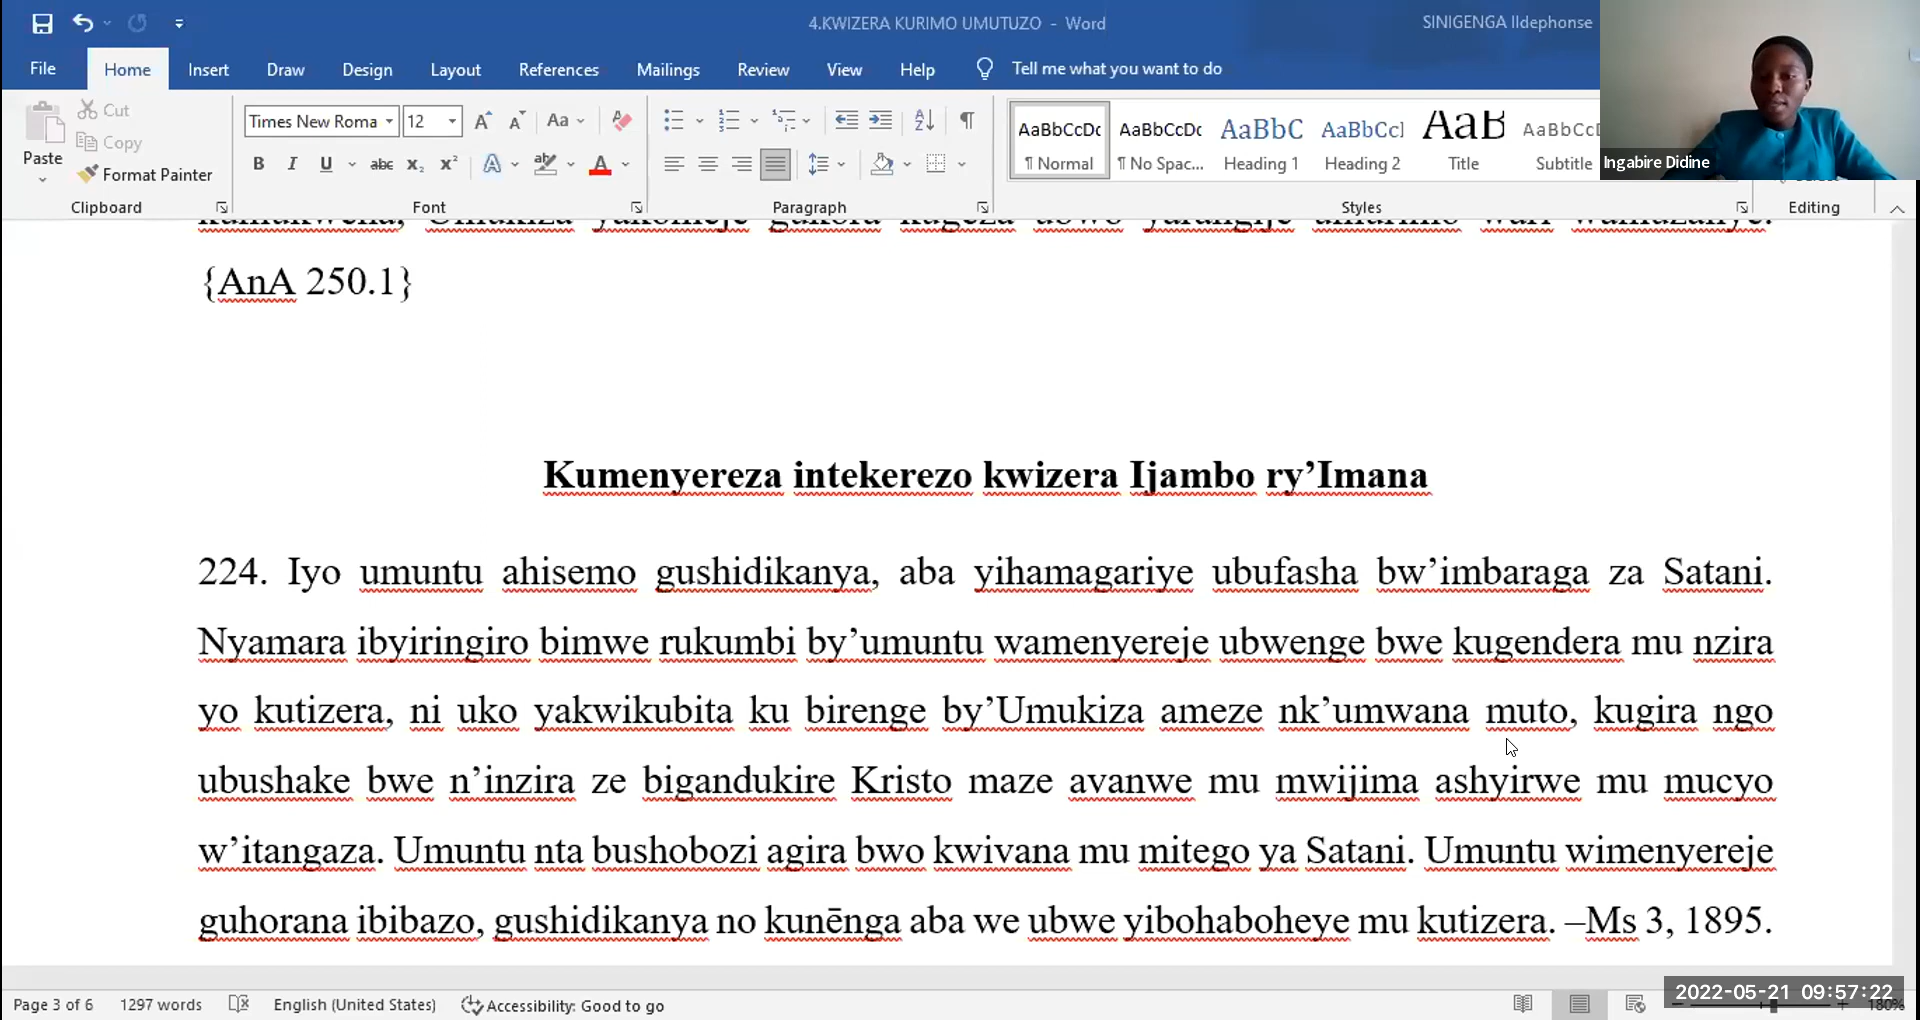 4.KWIZERA KURIMO UMUTUZO - Word
SINIGENGA Ildephonse
File Home Insert Draw Design Layout References Mailings Review View Help Tell me what you want to do
Paste
Cut
Copy
Format Painter
Clipboard
Times New Roma 12
Font
Paragraph
AaBbCcDc AaBbCcDc AaBbC AaBbCcl AaB AaBbCcD
¶ Normal ¶ No Spac... Heading 1 Heading 2 Title Subtitle
Styles
Editing
Ingabire Didine
{AnA 250.1}
Kumenyereza intekerezo kwizera Ijambo ry’Imana
224. Iyo umuntu ahisemo gushidikanya, aba yihamagariye ubufasha bw’imbaraga za Satani.
Nyamara ibyiringiro bimwe rukumbi by’umuntu wamenyereje ubwenge bwe kugendera mu nzira
yo kutizera, ni uko yakwikubita ku birenge by’Umukiza ameze nk’umwana muto, kugira ngo
ubushake bwe n’inzira ze bigandukire Kristo maze avanwe mu mwijima ashyirwe mu mucyo
w’itangaza. Umuntu nta bushobozi agira bwo kwivana mu mitego ya Satani. Umuntu wimenyereje
guhorana ibibazo, gushidikanya no kunēnga aba we ubwe yibohaboheye mu kutizera. –Ms 3, 1895.
Page 3 of 6 1297 words English (United States) Accessibility: Good to go
2022-05-21 09:57:22
180%